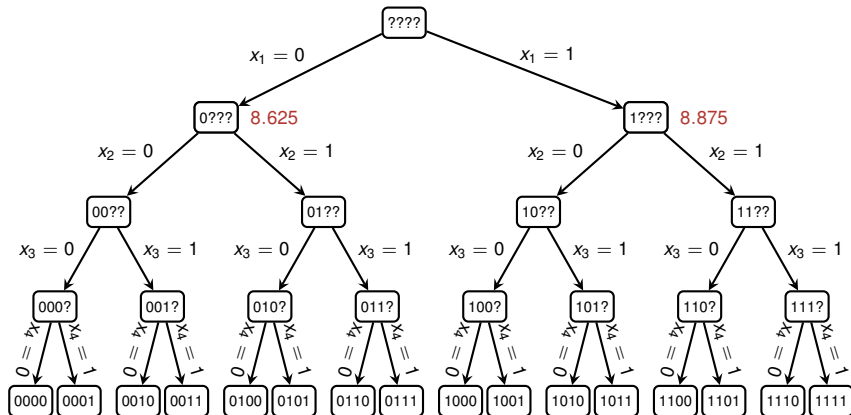 ????
x₁ = 0 x₁ = 1
0??? 8.625 1??? 8.875
x₂ = 0 x₂ = 1 x₂ = 0 x₂ = 1
00?? 01?? 10?? 11??
x₃ = 0 x₃ = 1 x₃ = 0 x₃ = 1 x₃ = 0 x₃ = 1 x₃ = 0 x₃ = 1
000? 001? 010? 011? 100? 101? 110? 111?
x₄ = 0 x₄ = 1 x₄ = 0 x₄ = 1 x₄ = 0 x₄ = 1 x₄ = 0 x₄ = 1 x₄ = 0 x₄ = 1 x₄ = 0 x₄ = 1 x₄ = 0 x₄ = 1 x₄ = 0 x₄ = 1
0000 0001 0010 0011 0100 0101 0110 0111 1000 1001 1010 1011 1100 1101 1110 1111